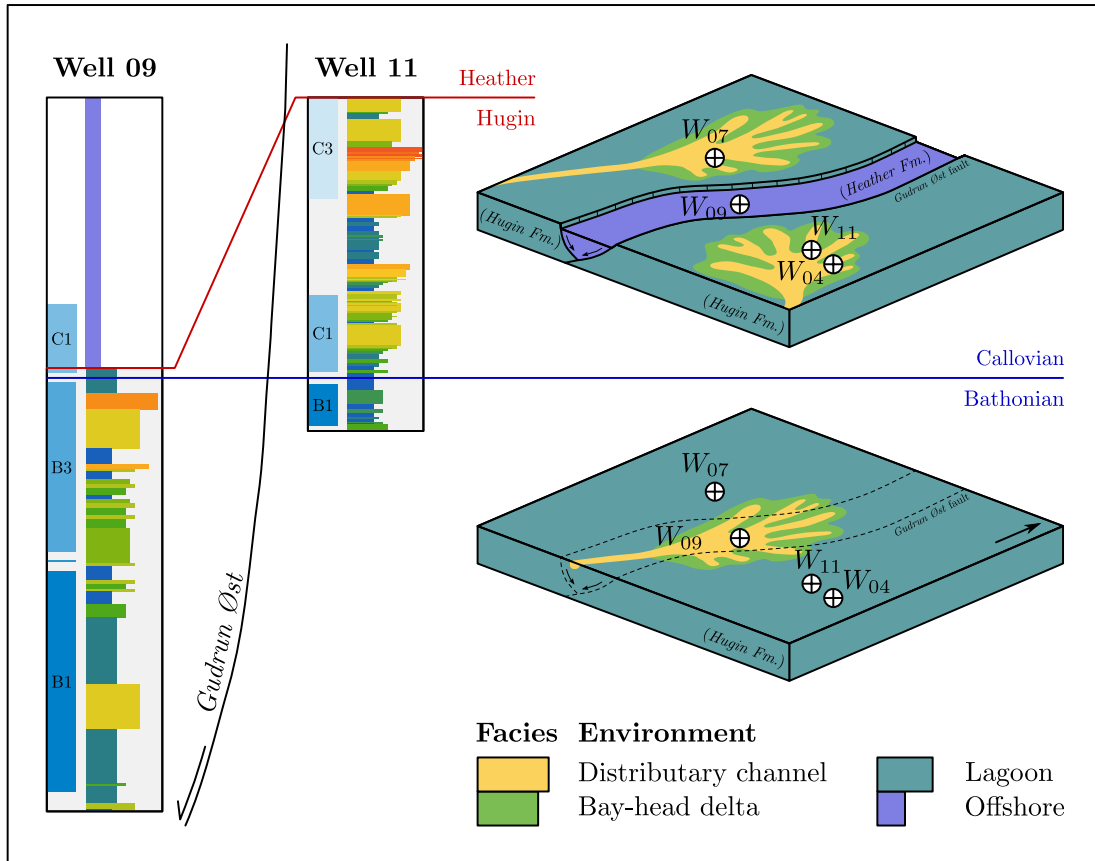 Well 09
Well 11
Heather
Hugin
C3
C1
B1
C1
B3
B1
Gudrun Øst
W07
(Heather Fm.)
Gudrun Øst fault
W09
(Hugin Fm.)
W11
W04
(Hugin Fm.)
Callovian
Bathonian
W07
Gudrun Øst fault
W09
W11
W04
(Hugin Fm.)
Facies Environment
Distributary channel
Bay-head delta
Lagoon
Offshore